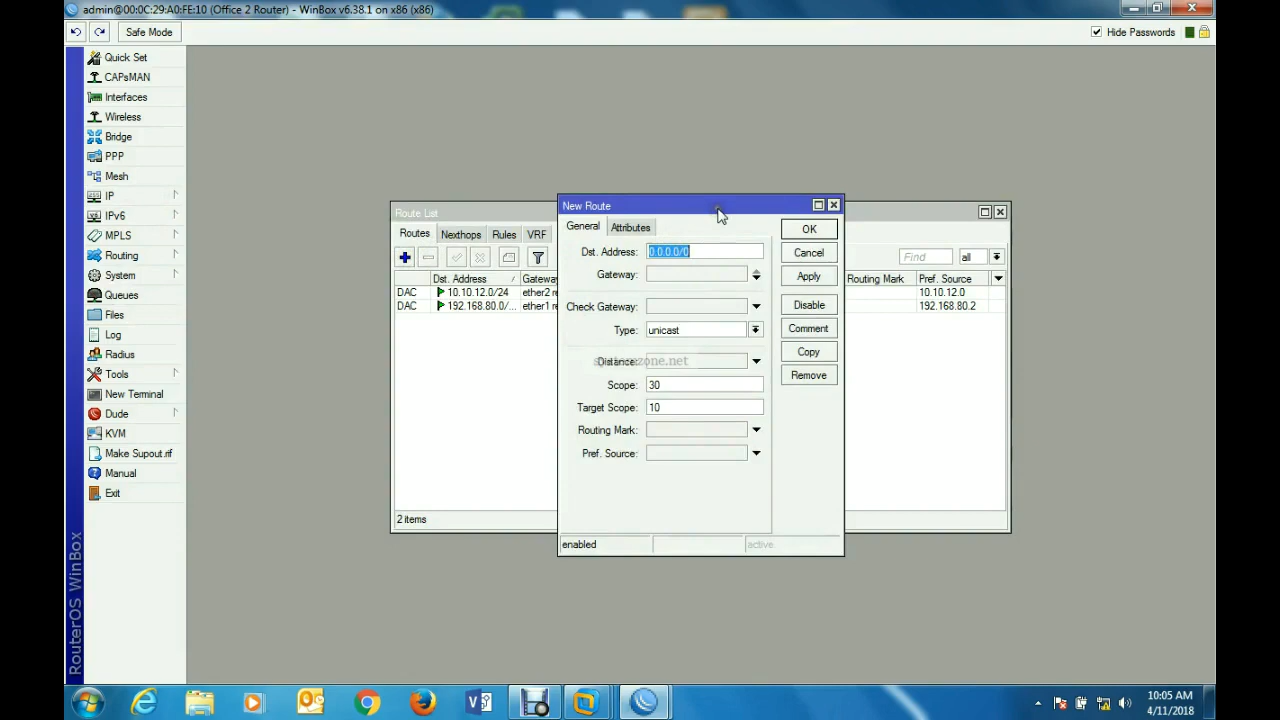 admin@00:0C:29:A0:FE:10 (Office 2 Router) - WinBox v6.38.1 on x86 (x86)
Safe Mode
Hide Passwords
Quick Set
CAPsMAN
Interfaces
Wireless
Bridge
PPP
Mesh
IP
IPv6
MPLS
Routing
System
Queues
Files
Log
Radius
Tools
New Terminal
Dude
KVM
Make Supout.rif
Manual
Exit
RouterOS WinBox
Route List
Routes Nexthops Rules VRF
Find all
Dst. Address Gateway Routing Mark Pref. Source
DAC 10.10.12.0/24 ether2 re 10.10.12.0
DAC 192.168.80.0/... ether1 re 192.168.80.2
2 items
New Route
General Attributes
Dst. Address: 0.0.0.0/0
Gateway:
Check Gateway:
Type: unicast
Distance:
Scope: 30
Target Scope: 10
Routing Mark:
Pref. Source:
OK
Cancel
Apply
Disable
Comment
Copy
Remove
enabled active
10:05 AM
4/11/2018